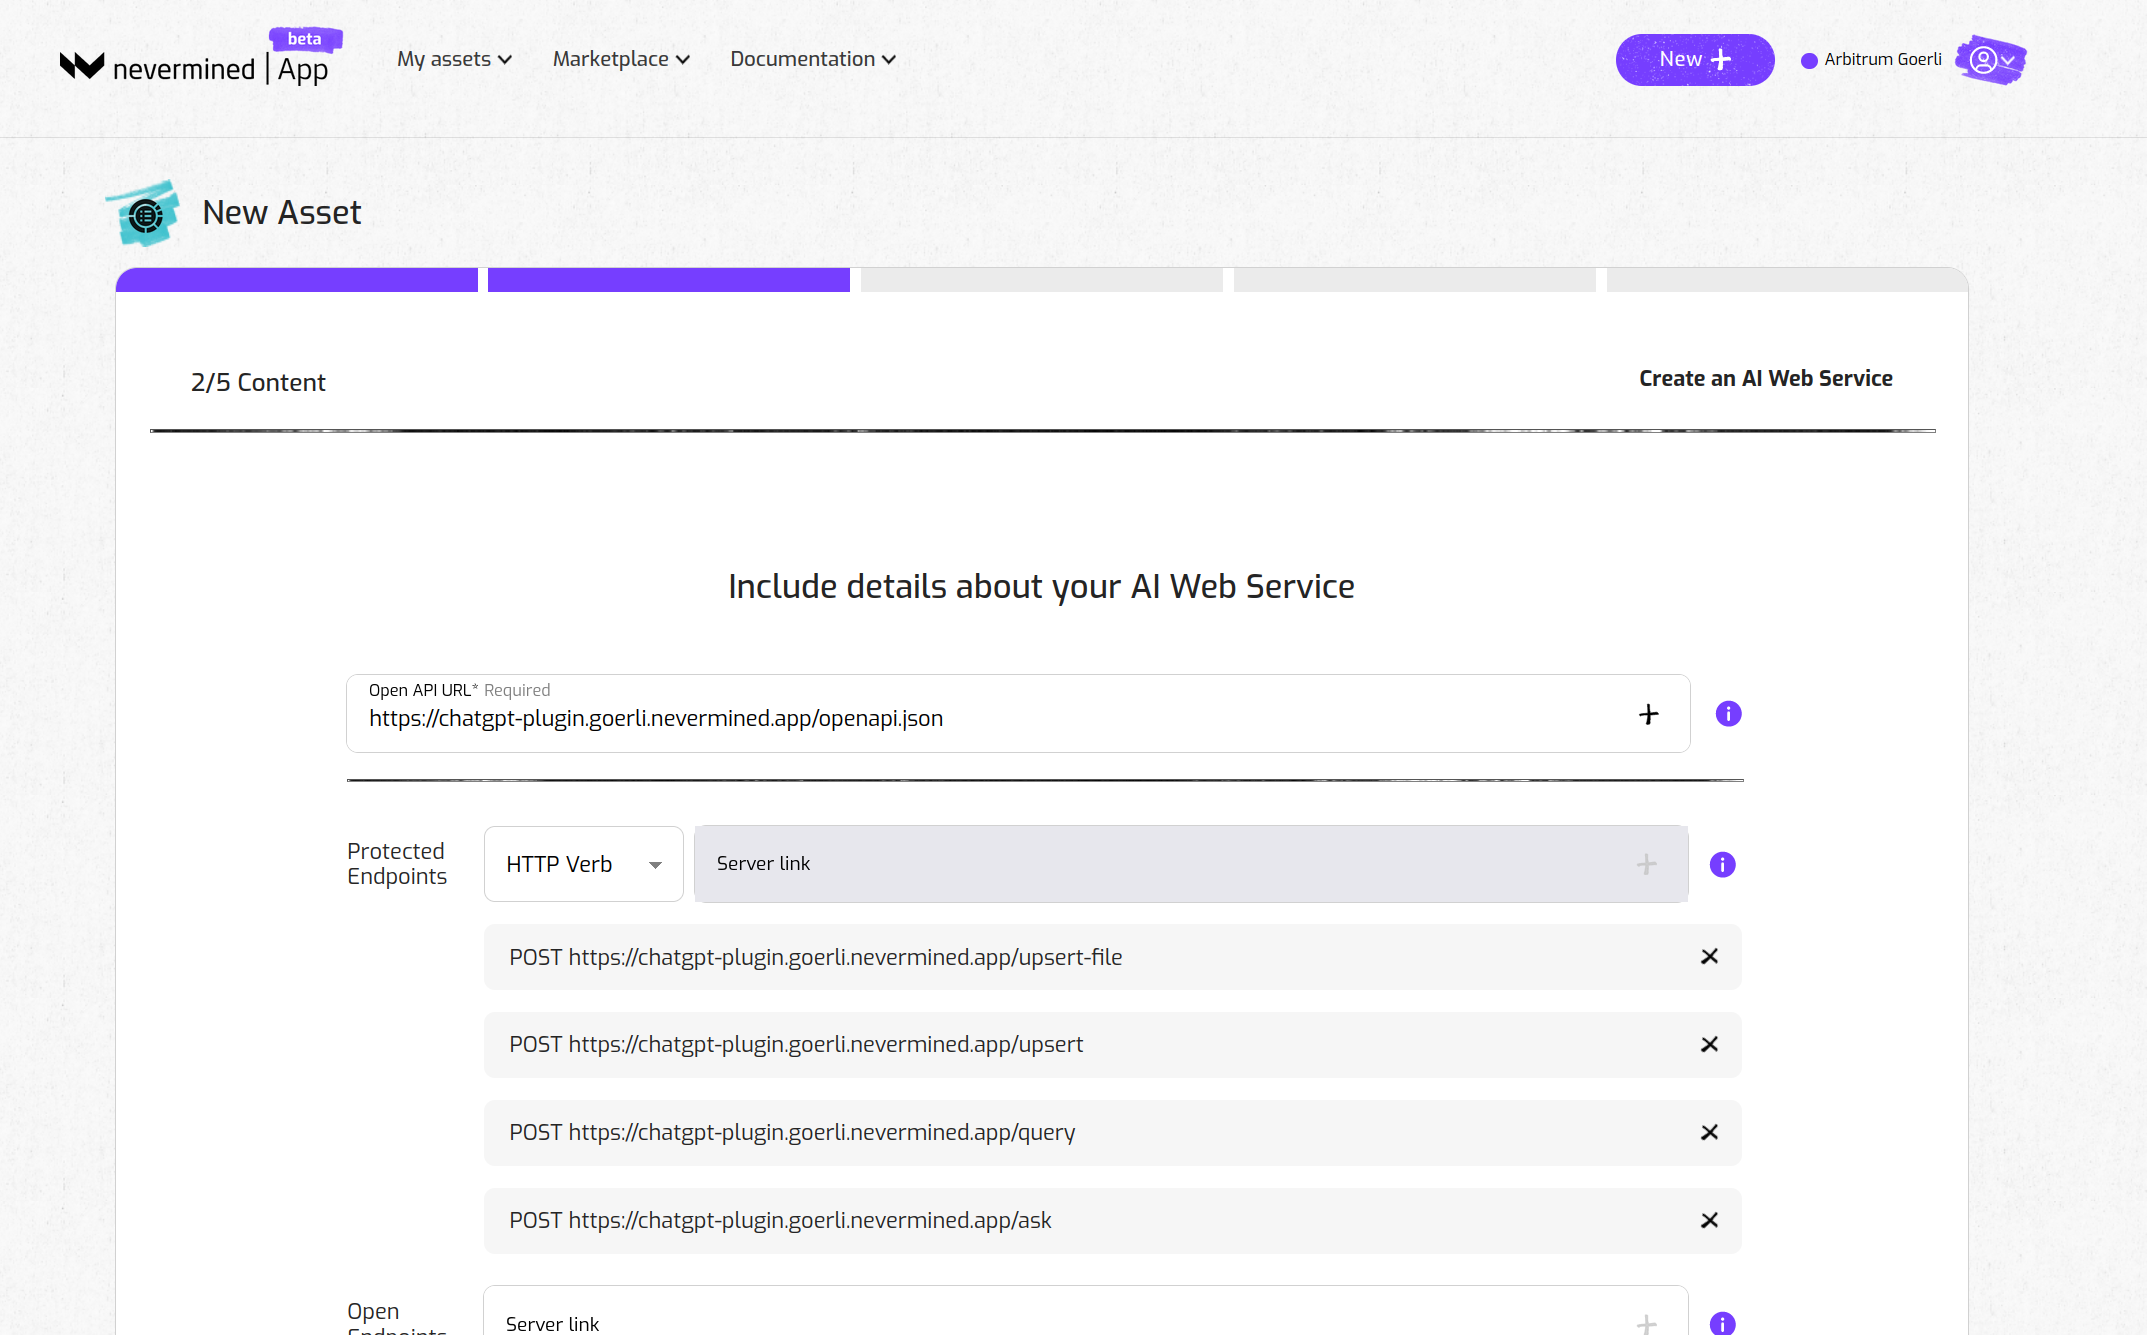 beta
nevermined | App
My assets
Marketplace
Documentation
New
Arbitrum Goerli
New Asset
2/5 Content
Create an AI Web Service
Include details about your AI Web Service
Open API URL* Required
https://chatgpt-plugin.goerli.nevermined.app/openapi.json
Protected
Endpoints
HTTP Verb
Server link
POST https://chatgpt-plugin.goerli.nevermined.app/upsert-file
POST https://chatgpt-plugin.goerli.nevermined.app/upsert
POST https://chatgpt-plugin.goerli.nevermined.app/query
POST https://chatgpt-plugin.goerli.nevermined.app/ask
Open
Endpoints
Server link